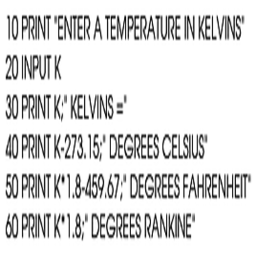 10 PRINT "ENTER A TEMPERATURE IN KELVINS"
20 INPUT K
30 PRINT K;" KELVINS ="
40 PRINT K-273.15;" DEGREES CELSIUS"
50 PRINT K*1.8-459.67;" DEGREES FAHRENHEIT"
60 PRINT K*1.8;" DEGREES RANKINE"